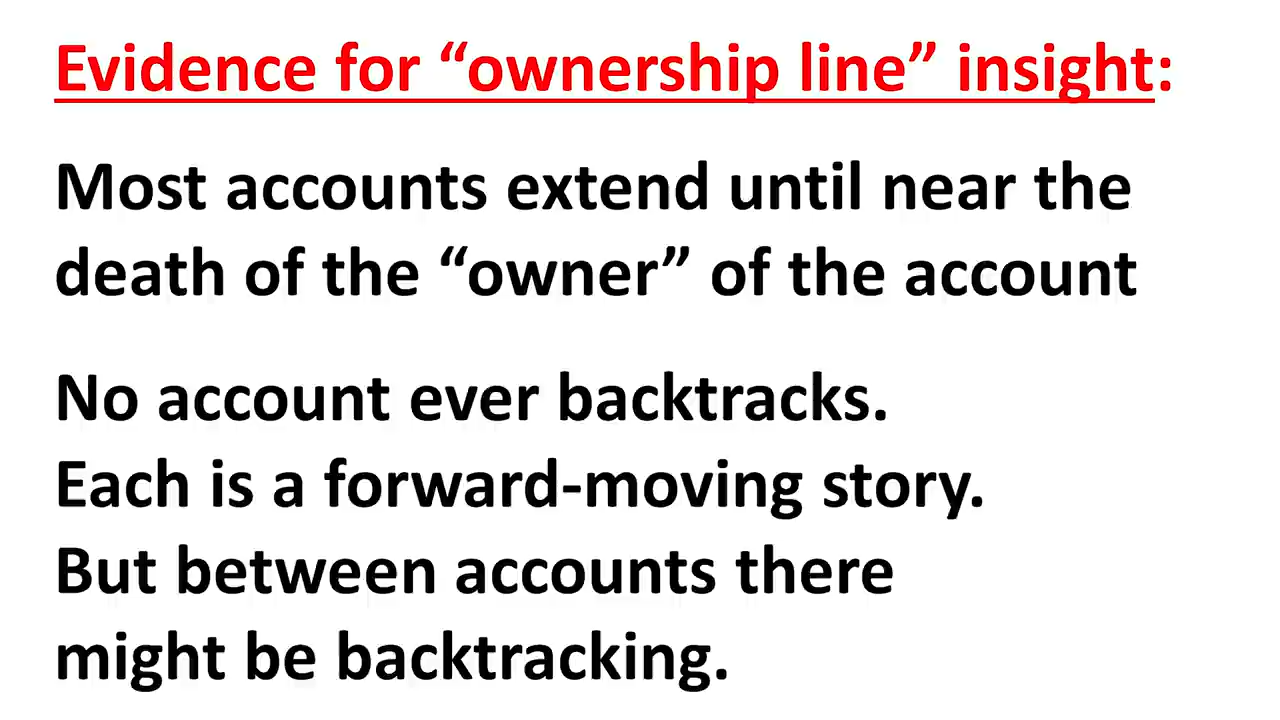 Evidence for “ownership line” insight:
Most accounts extend until near the
death of the “owner” of the account
No account ever backtracks.
Each is a forward-moving story.
But between accounts there
might be backtracking.